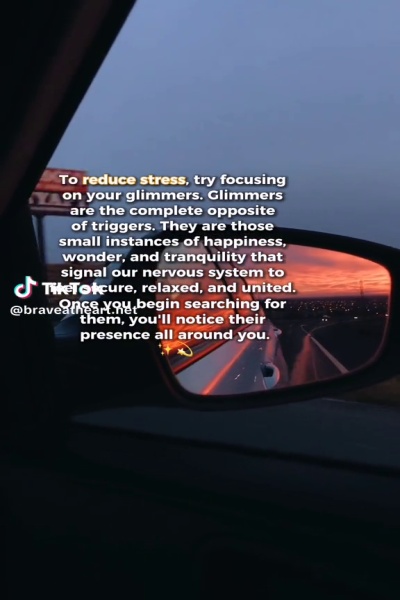 To reduce stress, try focusing
on your glimmers. Glimmers
are the complete opposite
of triggers. They are those
small instances of happiness,
wonder, and tranquility that
signal our nervous system to
secure, relaxed, and united.
Once you begin searching for
them, you'll notice their
presence all around you.
TikTok
@braveatheart.net